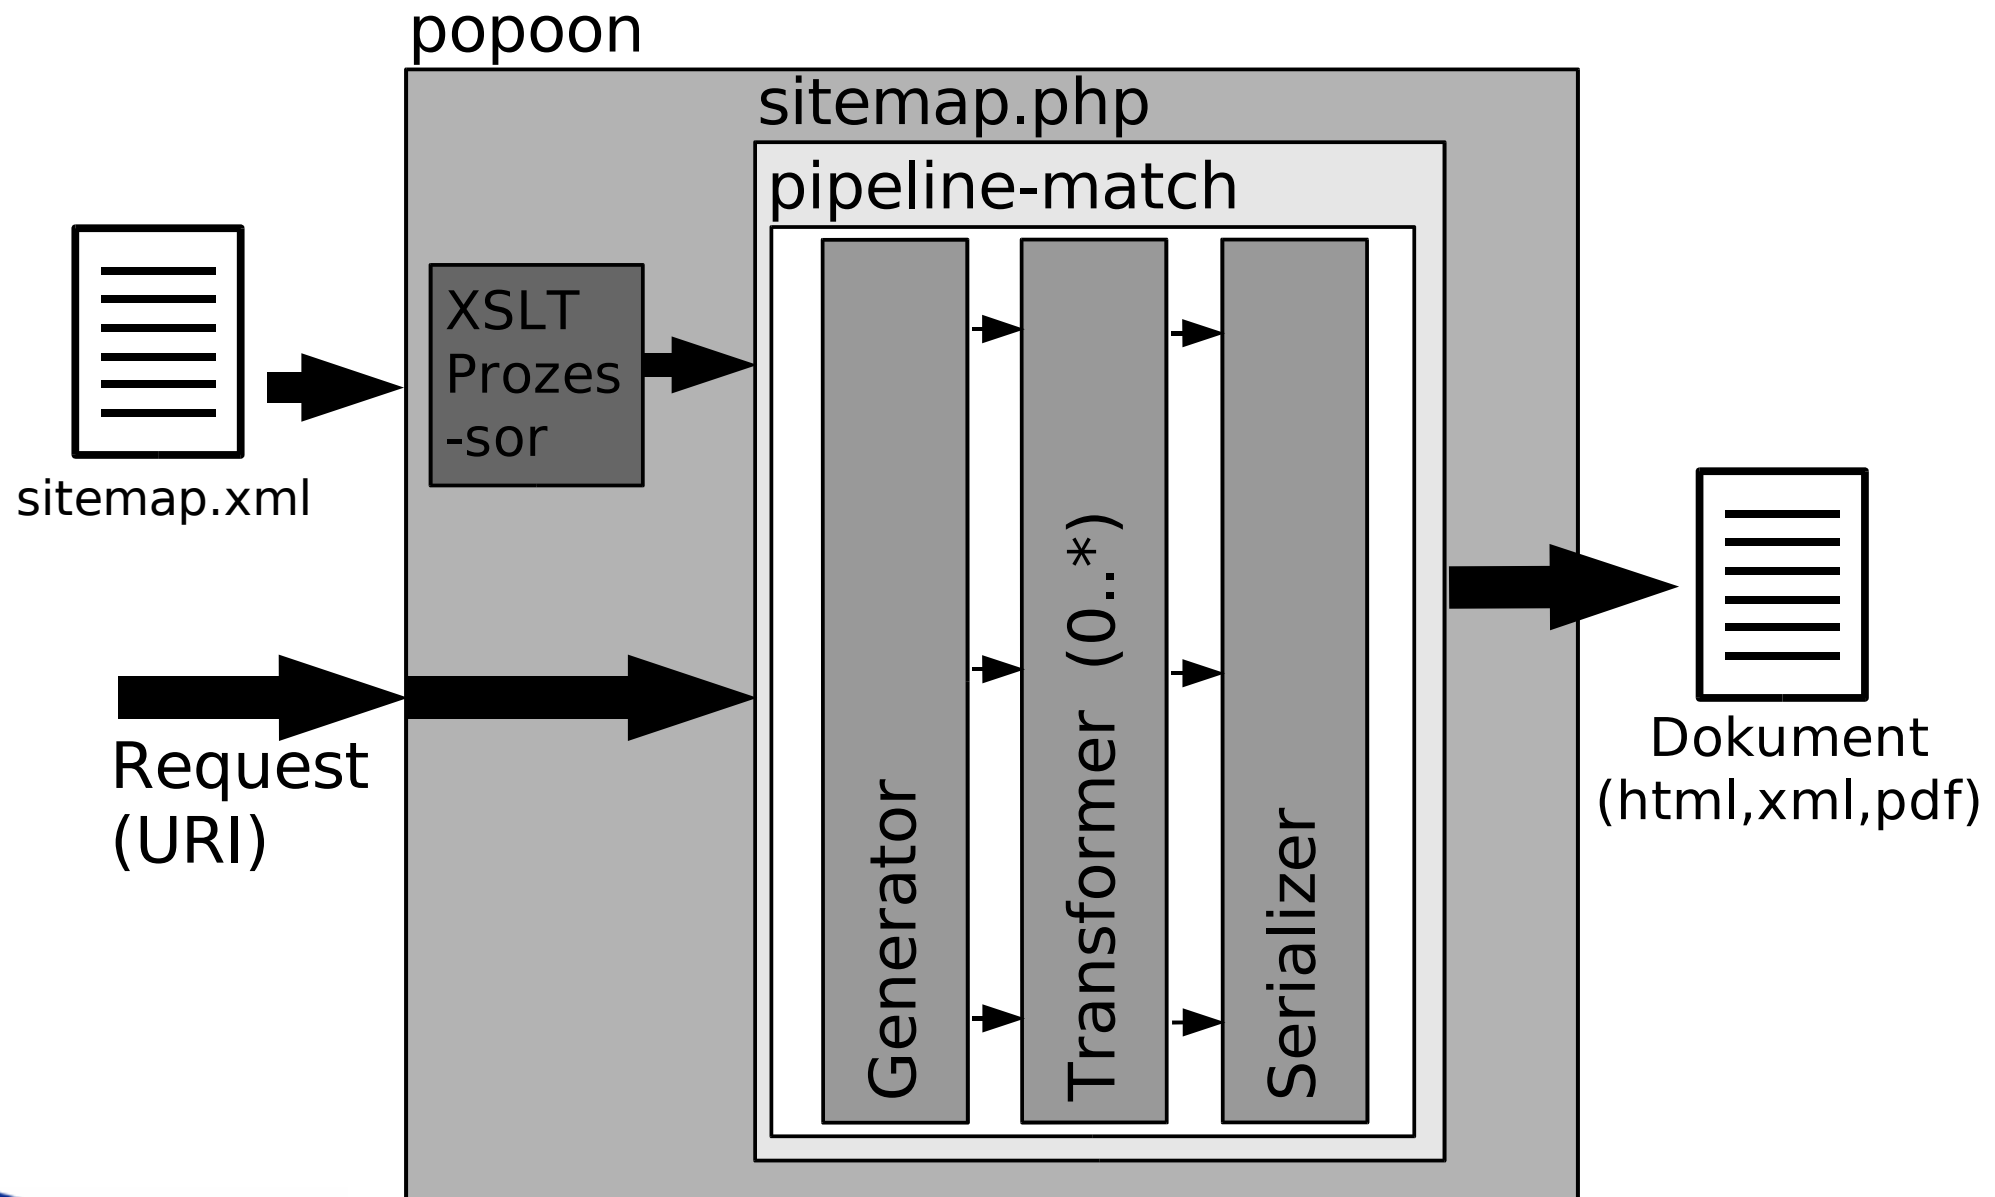 popoon
sitemap.php
pipeline-match
XSLT
Prozes
-sor
sitemap.xml
Request
(URI)
Generator
Transformer (0..*)
Serializer
Dokument
(html,xml,pdf)